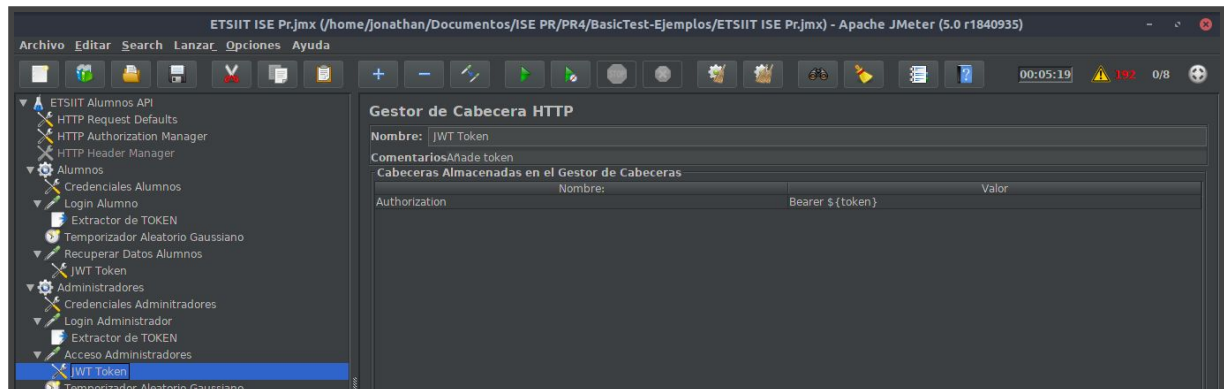 ETSIIT ISE Pr.jmx (/home/jonathan/Documentos/ISE PR/PR4/BasicTest-Ejemplos/ETSIIT ISE Pr.jmx) - Apache JMeter (5.0 r1840935)
Archivo Editar Search Lanzar Opciones Ayuda
00:05:19 192 0/8
ETSIIT Alumnos API
HTTP Request Defaults
HTTP Authorization Manager
HTTP Header Manager
Alumnos
Credenciales Alumnos
Login Alumno
Extractor de TOKEN
Temporizador Aleatorio Gaussiano
Recuperar Datos Alumnos
JWT Token
Administradores
Credenciales Adminitradores
Login Administrador
Extractor de TOKEN
Acceso Administradores
JWT Token
Temporizador Aleatorio Gaussiano
Gestor de Cabecera HTTP
Nombre: JWT Token
ComentariosAñade token
Cabeceras Almacenadas en el Gestor de Cabeceras
Nombre: Valor
Authorization Bearer ${token}